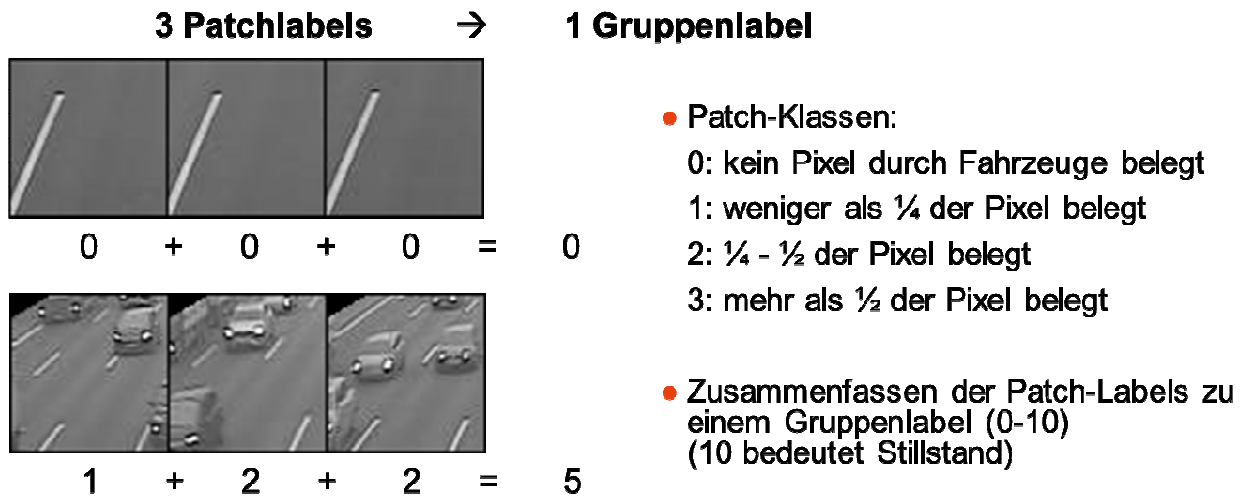 3 Patchlabels → 1 Gruppenlabel
0 + 0 + 0 = 0
1 + 2 + 2 = 5
• Patch-Klassen:
0: kein Pixel durch Fahrzeuge belegt
1: weniger als ¼ der Pixel belegt
2: ¼ - ½ der Pixel belegt
3: mehr als ½ der Pixel belegt
• Zusammenfassen der Patch-Labels zu
einem Gruppenlabel (0-10)
(10 bedeutet Stillstand)